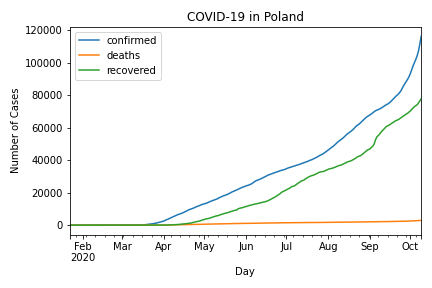 COVID-19 in Poland
confirmed
deaths
recovered
Number of Cases
120000
100000
80000
60000
40000
20000
0
Feb Mar Apr May Jun Jul Aug Sep Oct
2020
Day